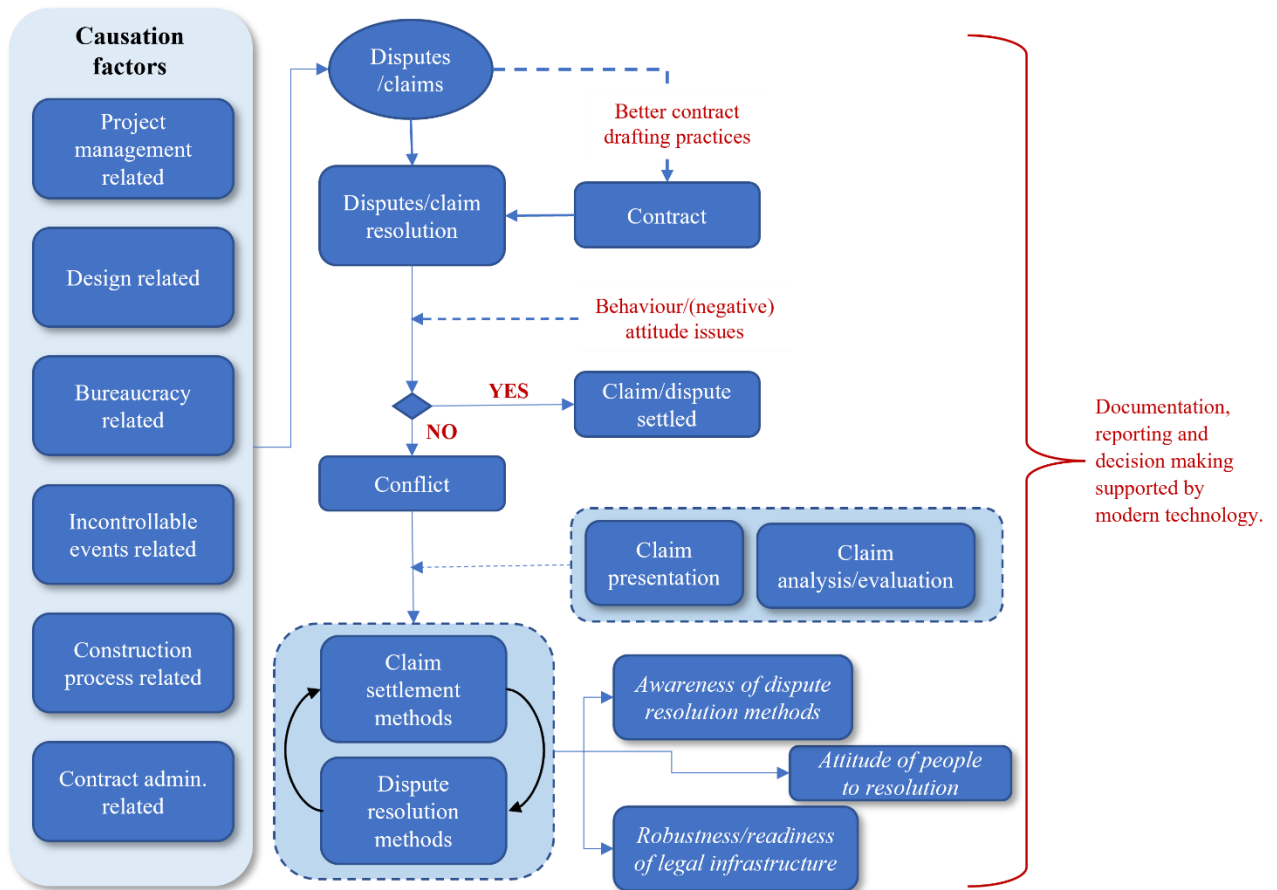 Causation
factors
Project
management
related
Design related
Bureaucracy
related
Incontrollable
events related
Construction
process related
Contract admin.
related
Disputes
/claims
Better contract
drafting practices
Disputes/claim
resolution
Contract
Behaviour/(negative)
attitude issues
YES
Claim/dispute
settled
NO
Conflict
Claim
presentation
Claim
analysis/evaluation
Claim
settlement
methods
Dispute
resolution
methods
Awareness of dispute
resolution methods
Attitude of people
to resolution
Robustness/readiness
of legal infrastructure
Documentation,
reporting and
decision making
supported by
modern technology.